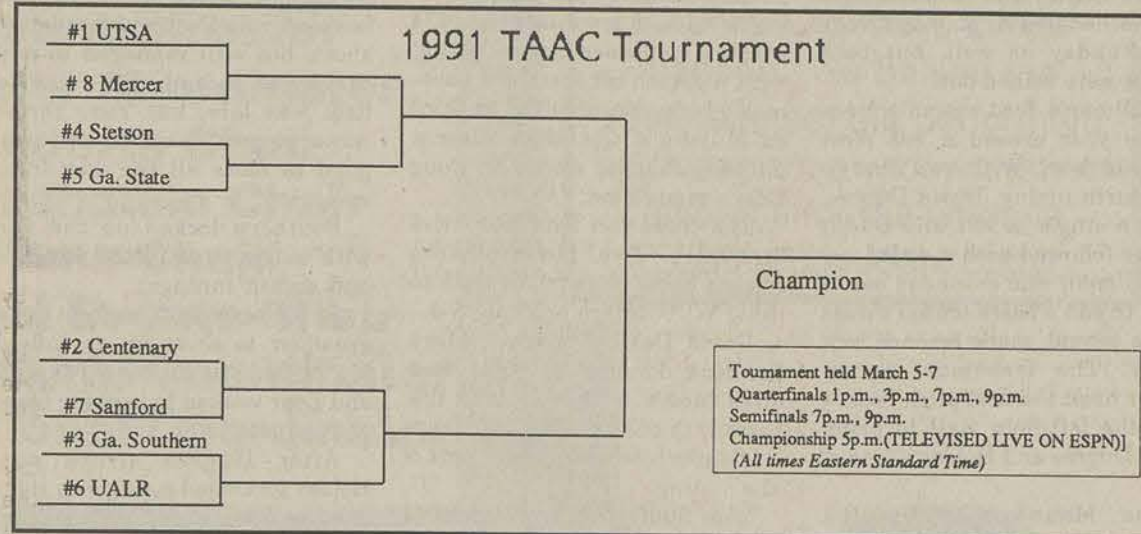 1991 TAAC Tournament
#1 UTSA
# 8 Mercer
#4 Stetson
#5 Ga. State
#2 Centenary
#7 Samford
#3 Ga. Southern
#6 UALR
Champion
Tournament held March 5-7
Quarterfinals 1p.m., 3p.m., 7p.m., 9p.m.
Semifinals 7p.m., 9p.m.
Championship 5p.m.(TELEVISED LIVE ON ESPN)]
(All times Eastern Standard Time)